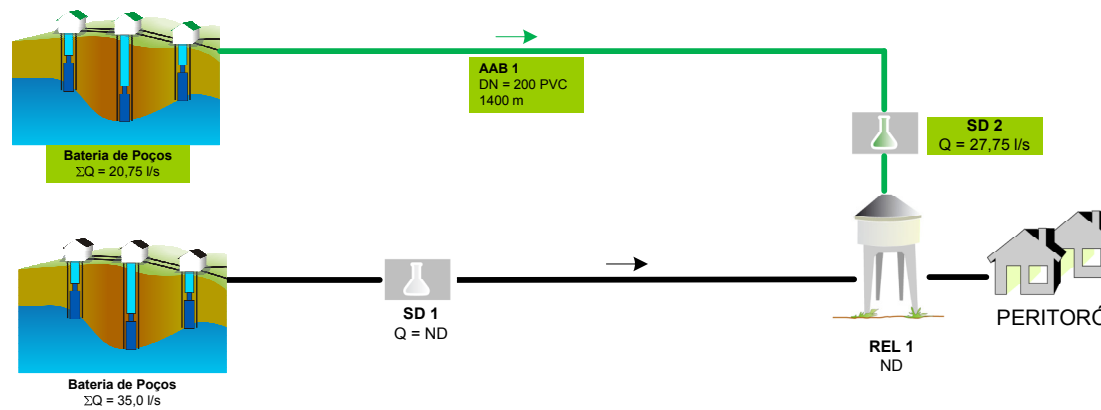 AAB 1
DN = 200 PVC
1400 m
SD 2
Q = 27,75 l/s
Bateria de Poços
ΣQ = 20,75 l/s
SD 1
Q = ND
PERITORÓ
REL 1
ND
Bateria de Poços
ΣQ = 35,0 l/s